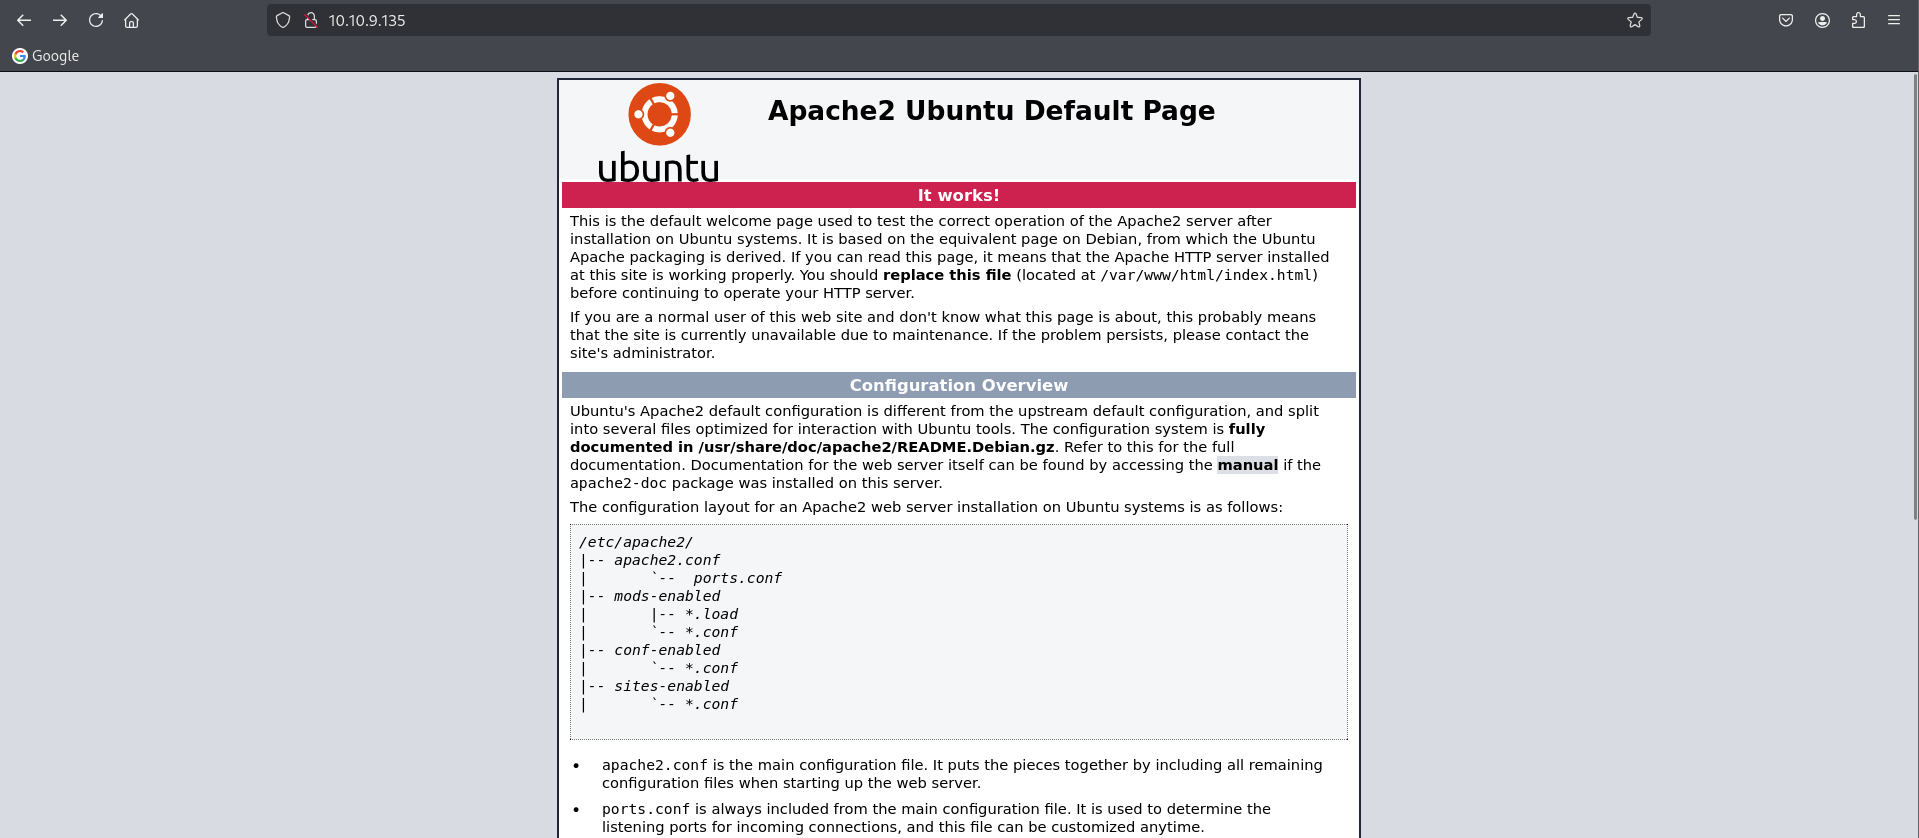 10.10.9.135
Google
Apache2 Ubuntu Default Page
ubuntu
It works!
This is the default welcome page used to test the correct operation of the Apache2 server after
installation on Ubuntu systems. It is based on the equivalent page on Debian, from which the Ubuntu
Apache packaging is derived. If you can read this page, it means that the Apache HTTP server installed
at this site is working properly. You should replace this file (located at /var/www/html/index.html)
before continuing to operate your HTTP server.
If you are a normal user of this web site and don't know what this page is about, this probably means
that the site is currently unavailable due to maintenance. If the problem persists, please contact the
site's administrator.
Configuration Overview
Ubuntu's Apache2 default configuration is different from the upstream default configuration, and split
into several files optimized for interaction with Ubuntu tools. The configuration system is fully
documented in /usr/share/doc/apache2/README.Debian.gz. Refer to this for the full
documentation. Documentation for the web server itself can be found by accessing the manual if the
apache2-doc package was installed on this server.
The configuration layout for an Apache2 web server installation on Ubuntu systems is as follows:
/etc/apache2/
|-- apache2.conf
|       `--  ports.conf
|-- mods-enabled
|       |-- *.load
|       `-- *.conf
|-- conf-enabled
|       `-- *.conf
|-- sites-enabled
|       `-- *.conf
• apache2.conf is the main configuration file. It puts the pieces together by including all remaining
configuration files when starting up the web server.
• ports.conf is always included from the main configuration file. It is used to determine the
listening ports for incoming connections, and this file can be customized anytime.